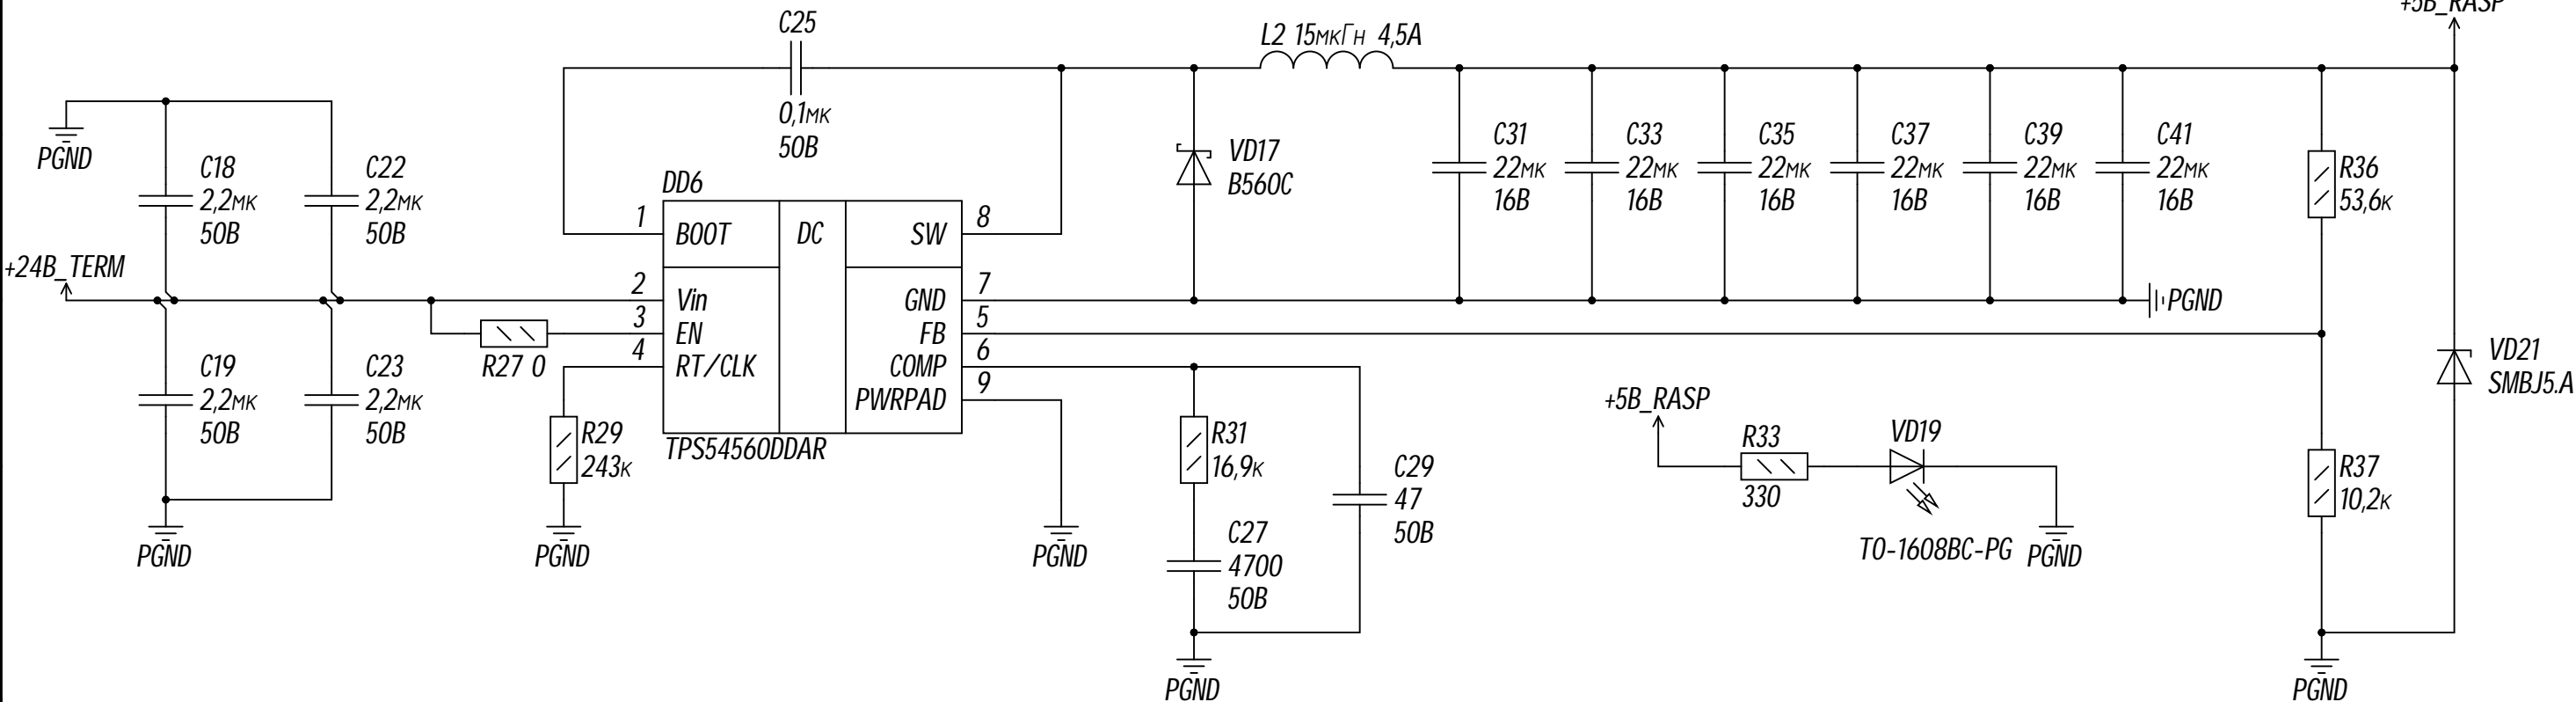 +5В_RASP
C25
0,1мк
50В
L2 15мкГн 4,5А
PGND
C18
2,2мк
50В
C22
2,2мк
50В
+24В_TERM
C19
2,2мк
50В
C23
2,2мк
50В
PGND
R27 0
R29
243к
PGND
DD6
1
BOOT
DC
SW
8
2
Vin
GND
7
3
EN
FB
5
4
RT/CLK
COMP
6
PWRPAD
9
TPS54560DDAR
PGND
VD17
B560C
C31
22мк
16В
C33
22мк
16В
C35
22мк
16В
C37
22мк
16В
C39
22мк
16В
C41
22мк
16В
PGND
R36
53,6к
R31
16,9к
C27
4700
50В
C29
47
50В
PGND
+5В_RASP
R33
330
VD19
TO-1608BC-PG
PGND
R37
10,2к
VD21
SMBJ5.A
PGND